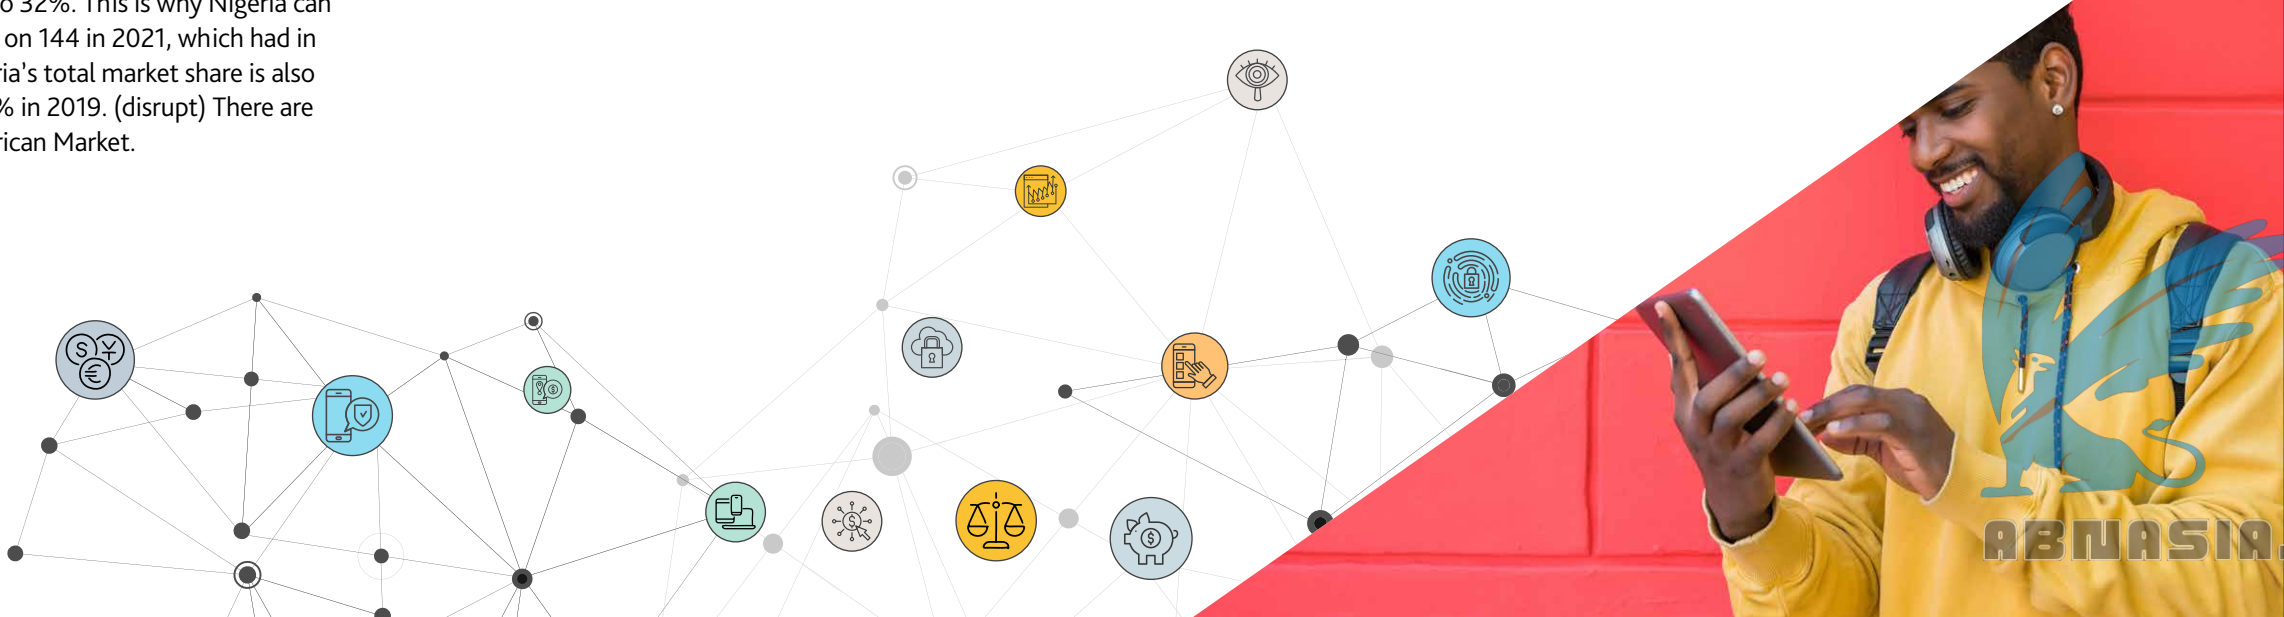 o 32%. This is why Nigeria can
on 144 in 2021, which had in
ria's total market share is also
% in 2019. (disrupt) There are
rican Market.
ABNASIA.